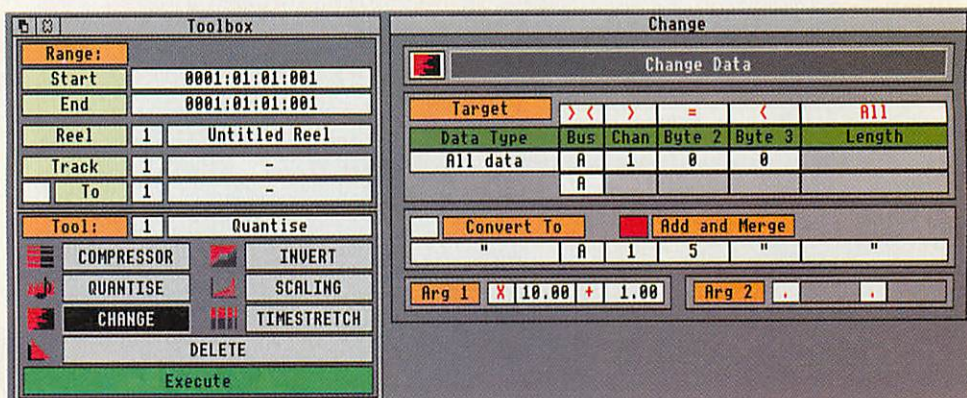 Toolbox
Range:
Start 0001:01:01:001
End 0001:01:01:001
Reel 1 Untitled Reel
Track 1 -
To 1 -
Tool: 1 Quantise
COMPRESSOR INVERT
QUANTISE SCALING
CHANGE TIMESTRETCH
DELETE
Execute
Change
Change Data
Target > < > = < All
Data Type Bus Chan Byte 2 Byte 3 Length
All data A 1 0 0
A
Convert To Add and Merge
" A 1 5 " "
Arg 1 X 10.00 + 1.00 Arg 2 . .